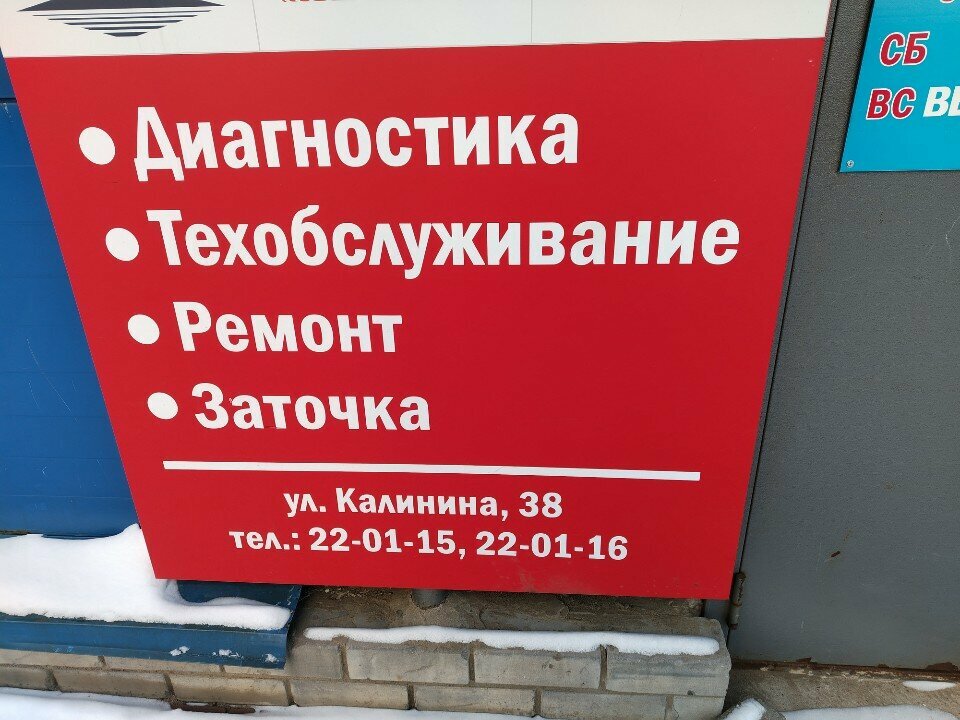 • Диагностика
• Техобслуживание
• Ремонт
• Заточка
ул. Калинина, 38
тел.: 22-01-15, 22-01-16
СБ
ВС